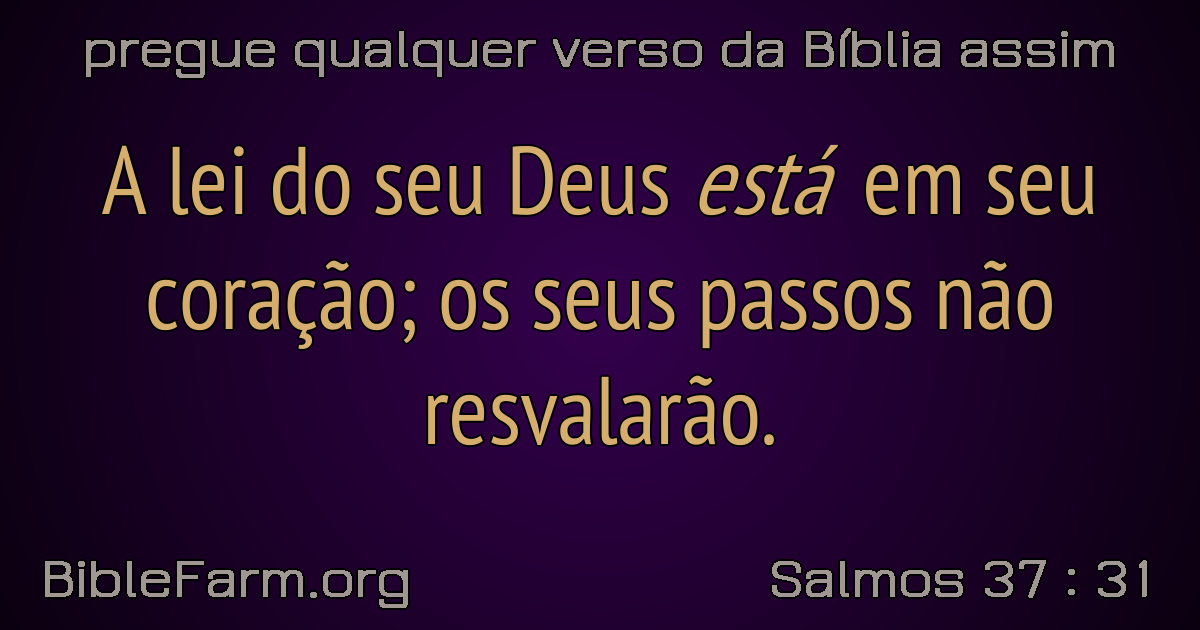 pregue qualquer verso da Bíblia assim
A lei do seu Deus está em seu
coração; os seus passos não
resvalarão.
BibleFarm.org
Salmos 37 : 31